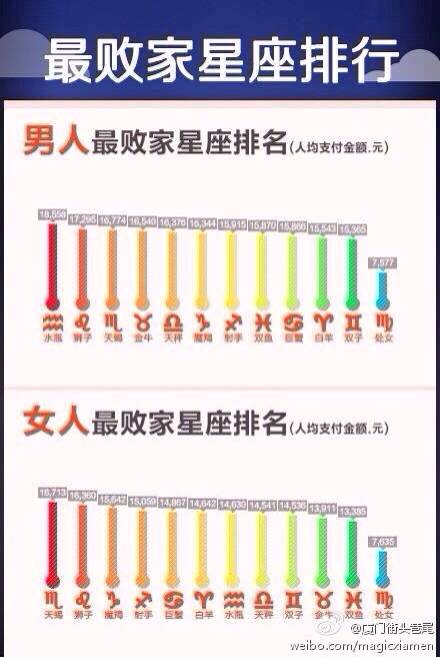 最败家星座排行
男人最败家星座排名(人均支付金额.元)
18,558 17,295 16,774 16,540 16,376 16,344 15,915 15,870 15,866 15,543 15,365 7,577
水瓶 狮子 天蝎 金牛 天秤 魔羯 射手 双鱼 巨蟹 白羊 双子 处女
女人最败家星座排名(人均支付金额.元)
16,713 16,360 15,542 15,059 14,857 14,642 14,630 14,541 14,536 13,911 13,385 7,635
天蝎 狮子 魔羯 射手 巨蟹 白羊 水瓶 天秤 双子 金牛 双鱼 处女
@厦门街头巷尾
weibo.com/magicxiamen